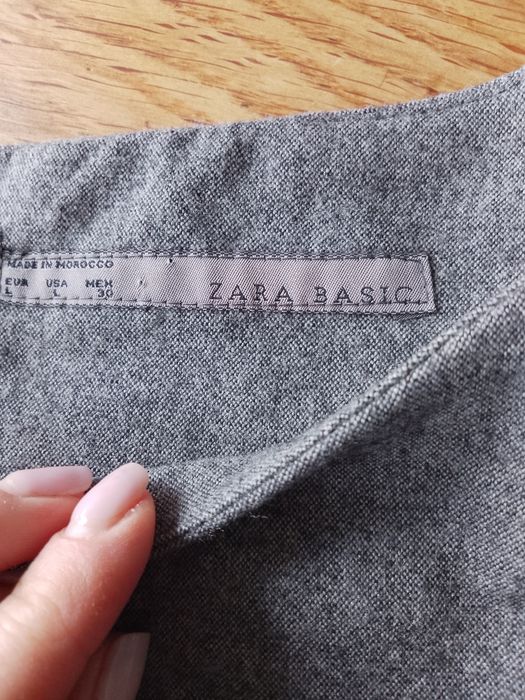 MADE IN MOROCCO
EUR USA MEX
L L 30
ZARA BASIC